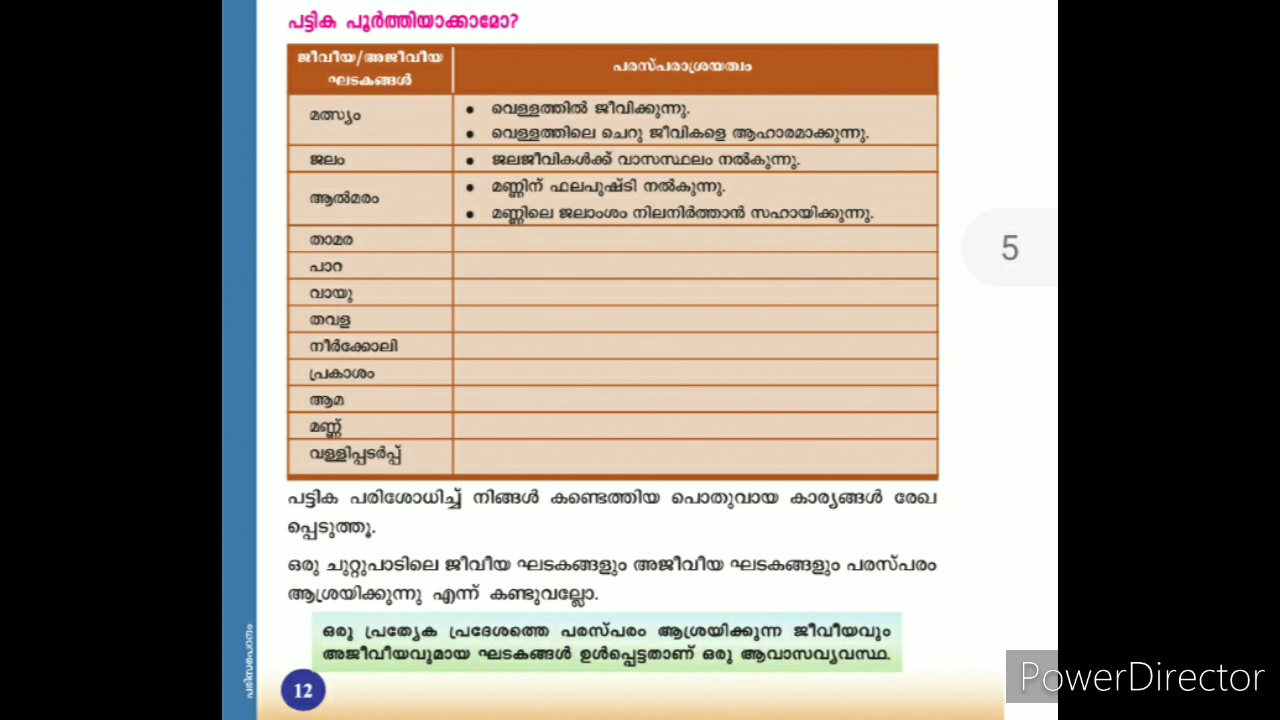 പട്ടിക പൂർത്തിയാക്കാമോ?
ജീവീയ/അജീവീയ ഘടകങ്ങൾ
പരസ്പരാശ്രയത്വം
മത്സ്യം
• വെള്ളത്തിൽ ജീവിക്കുന്നു.
• വെള്ളത്തിലെ ചെറു ജീവികളെ ആഹാരമാക്കുന്നു.
ജലം
• ജലജീവികൾക്ക് വാസസ്ഥലം നൽകുന്നു.
ആൽമരം
• മണ്ണിന് ഫലപുഷ്ടി നൽകുന്നു.
• മണ്ണിലെ ജലാംശം നിലനിർത്താൻ സഹായിക്കുന്നു.
താമര
പാറ
വായു
തവള
നീർക്കോലി
പ്രകാശം
ആമ
മണ്ണ്
വള്ളിപ്പടർപ്പ്
പട്ടിക പരിശോധിച്ച് നിങ്ങൾ കണ്ടെത്തിയ പൊതുവായ കാര്യങ്ങൾ രേഖ
പ്പെടുത്തൂ.
ഒരു ചുറ്റുപാടിലെ ജീവീയ ഘടകങ്ങളും അജീവീയ ഘടകങ്ങളും പരസ്പരം
ആശ്രയിക്കുന്നു എന്ന് കണ്ടുവല്ലോ.
ഒരു പ്രത്യേക പ്രദേശത്തെ പരസ്പരം ആശ്രയിക്കുന്ന ജീവീയവും
അജീവീയവുമായ ഘടകങ്ങൾ ഉൾപ്പെട്ടതാണ് ഒരു ആവാസവ്യവസ്ഥ.
പരിസരപഠനം
12
5
PowerDirector